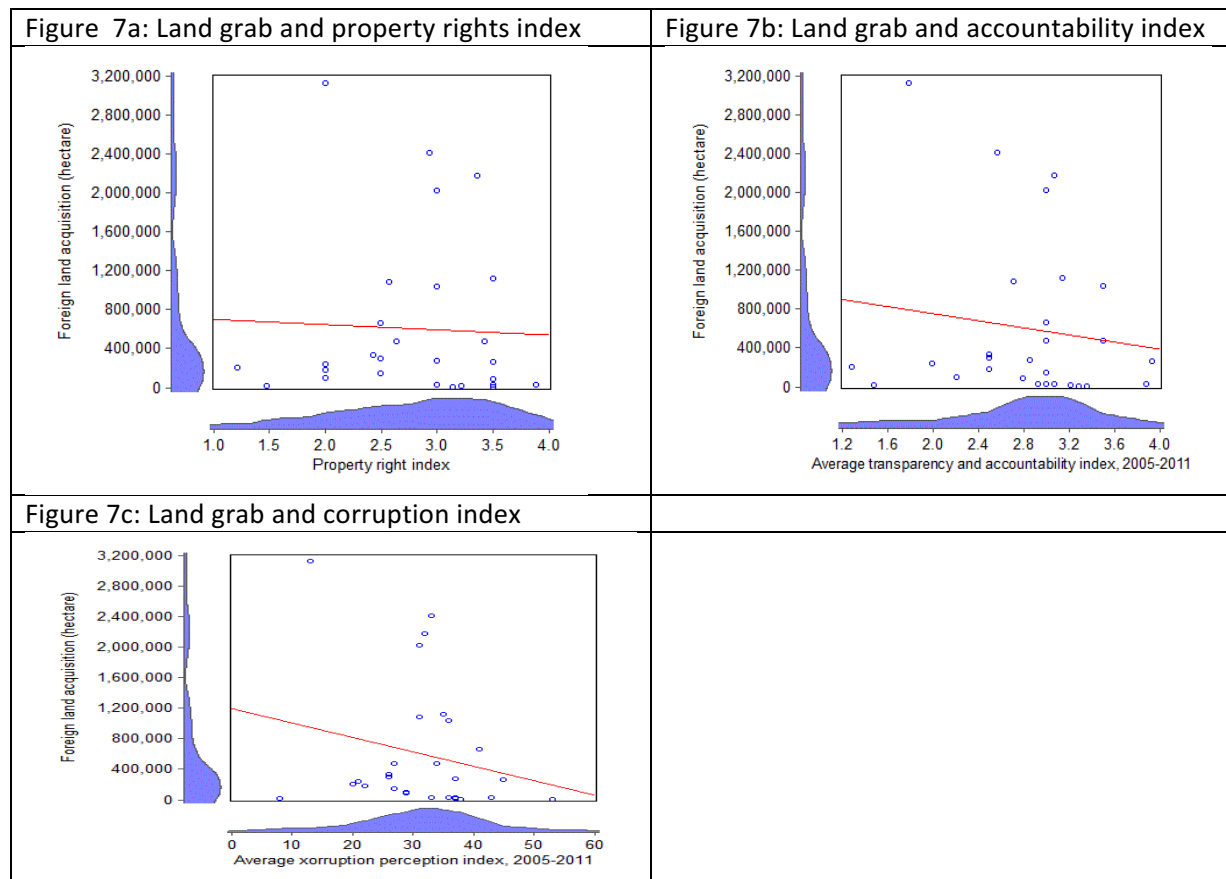 Figure 7a: Land grab and property rights index
Figure 7b: Land grab and accountability index
Foreign land acquisition (hectare)
3,200,000
2,800,000
2,400,000
2,000,000
1,600,000
1,200,000
800,000
400,000
0
1.0 1.5 2.0 2.5 3.0 3.5 4.0
Property right index
Foreign land acquisition (hectare)
3,200,000
2,800,000
2,400,000
2,000,000
1,600,000
1,200,000
800,000
400,000
0
1.2 1.6 2.0 2.4 2.8 3.2 3.6 4.0
Average transparency and accountability index, 2005-2011
Figure 7c: Land grab and corruption index
Foreign land acquisition (hectare)
3,200,000
2,800,000
2,400,000
2,000,000
1,600,000
1,200,000
800,000
400,000
0
0 10 20 30 40 50 60
Average xorruption perception index, 2005-2011